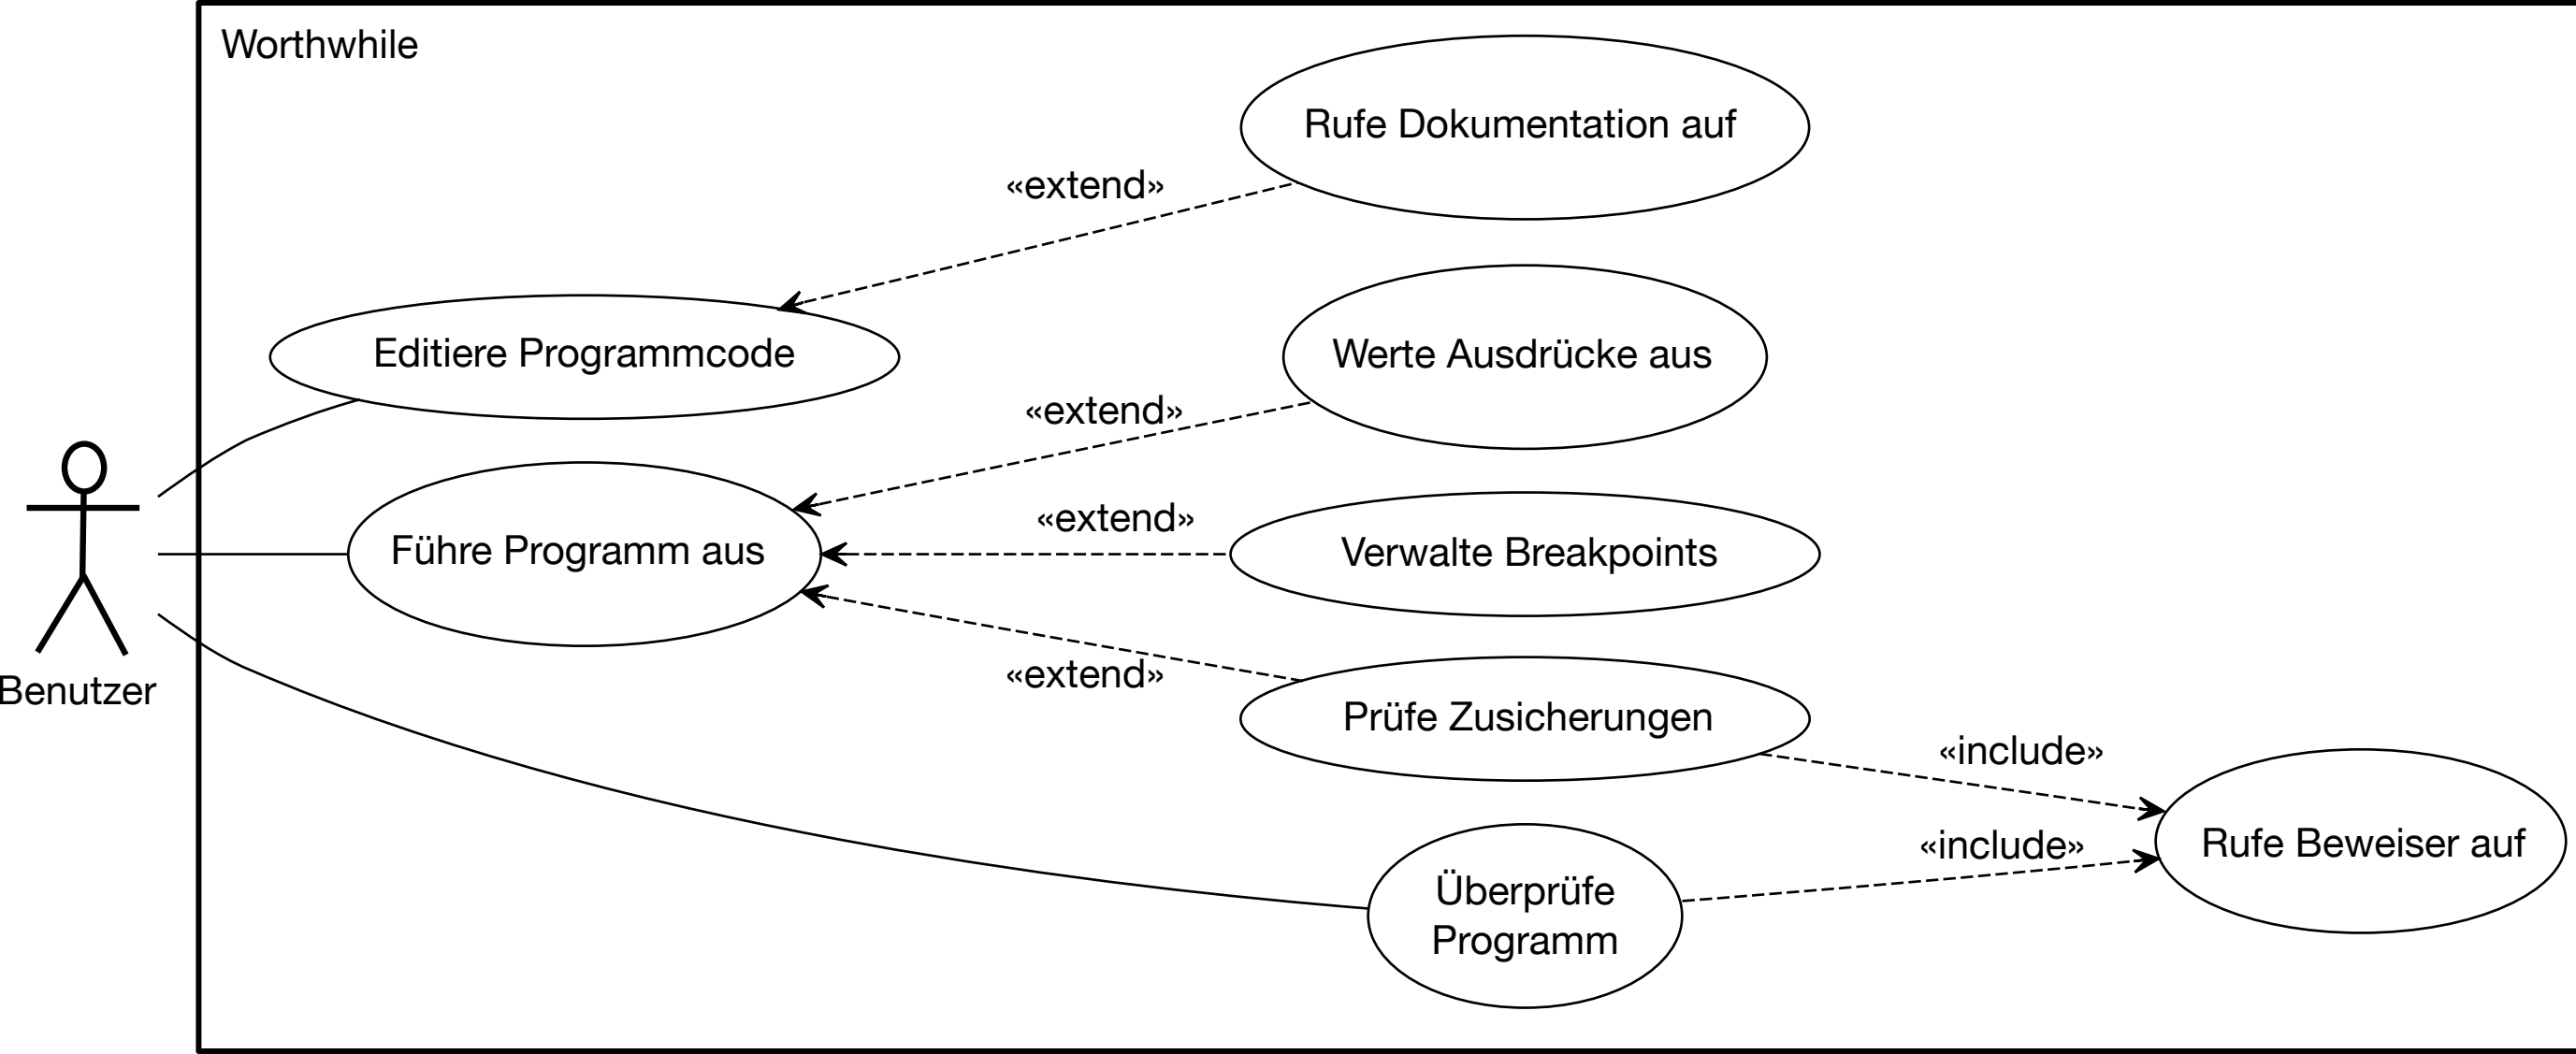 Worthwhile
Rufe Dokumentation auf
«extend»
Editiere Programmcode
Werte Ausdrücke aus
«extend»
«extend»
Führe Programm aus
Verwalte Breakpoints
«extend»
Benutzer
Prüfe Zusicherungen
«include»
«include»
Rufe Beweiser auf
Überprüfe
Programm